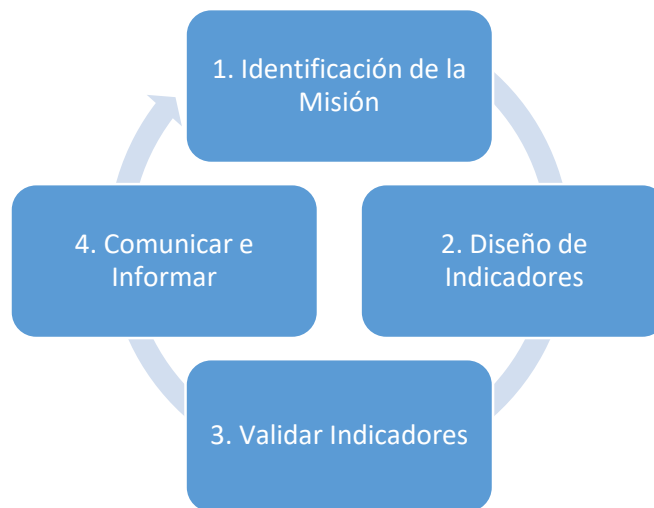 1. Identificación de la
Misión
2. Diseño de
Indicadores
3. Validar Indicadores
4. Comunicar e
Informar